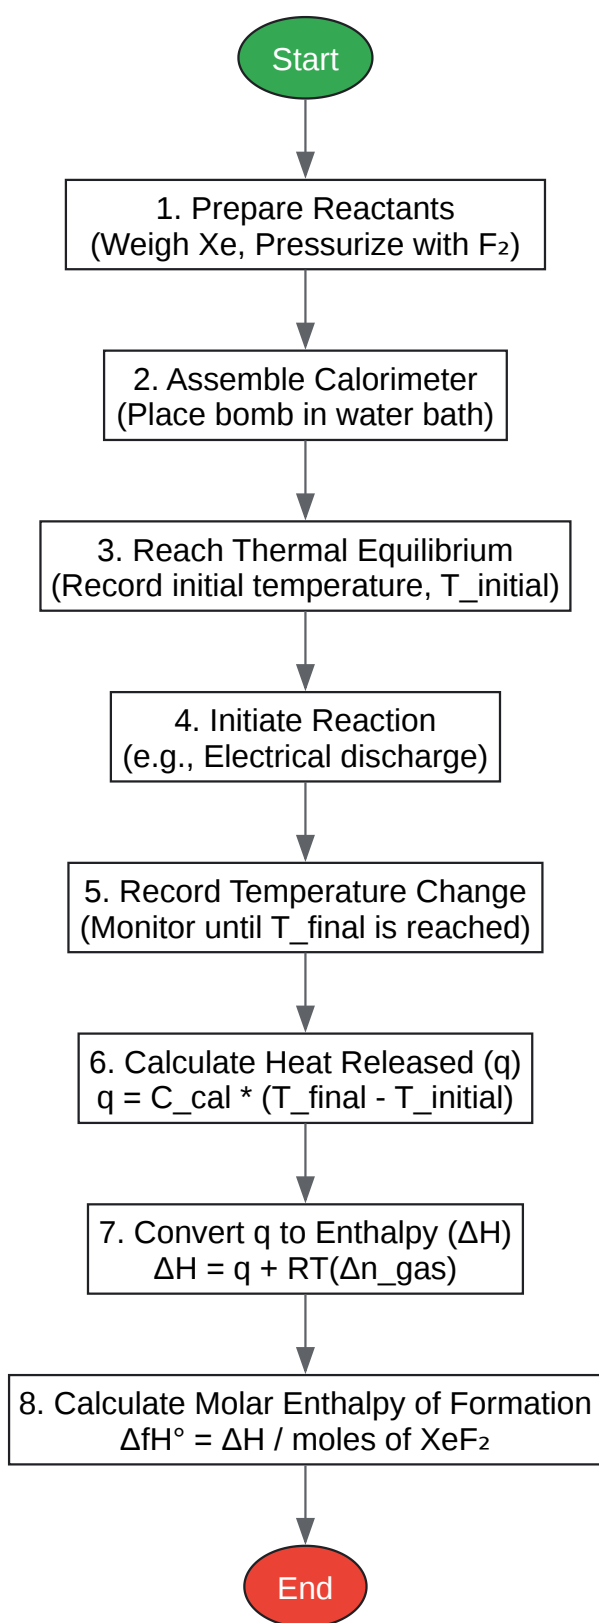 Start
1. Prepare Reactants
(Weigh Xe, Pressurize with F₂)
2. Assemble Calorimeter
(Place bomb in water bath)
3. Reach Thermal Equilibrium
(Record initial temperature, T_initial)
4. Initiate Reaction
(e.g., Electrical discharge)
5. Record Temperature Change
(Monitor until T_final is reached)
6. Calculate Heat Released (q)
q = C_cal * (T_final - T_initial)
7. Convert q to Enthalpy (ΔH)
ΔH = q + RT(Δn_gas)
8. Calculate Molar Enthalpy of Formation
ΔfH° = ΔH / moles of XeF₂
End